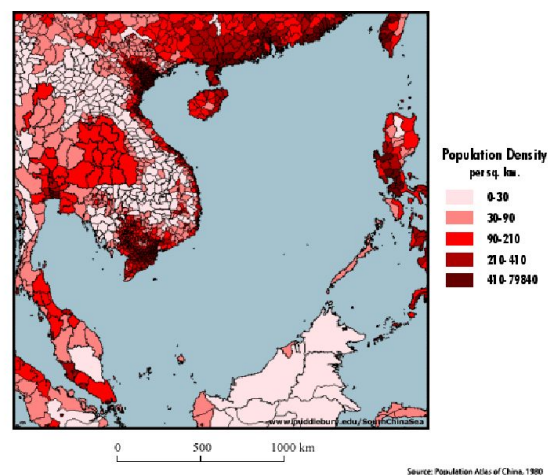 Population Density
per sq. km.
0-30
30-90
90-210
210-410
410-79840
www.middlebury.edu/SouthChinaSea
0 500 1000 km
Source: Population Atlas of China, 1980